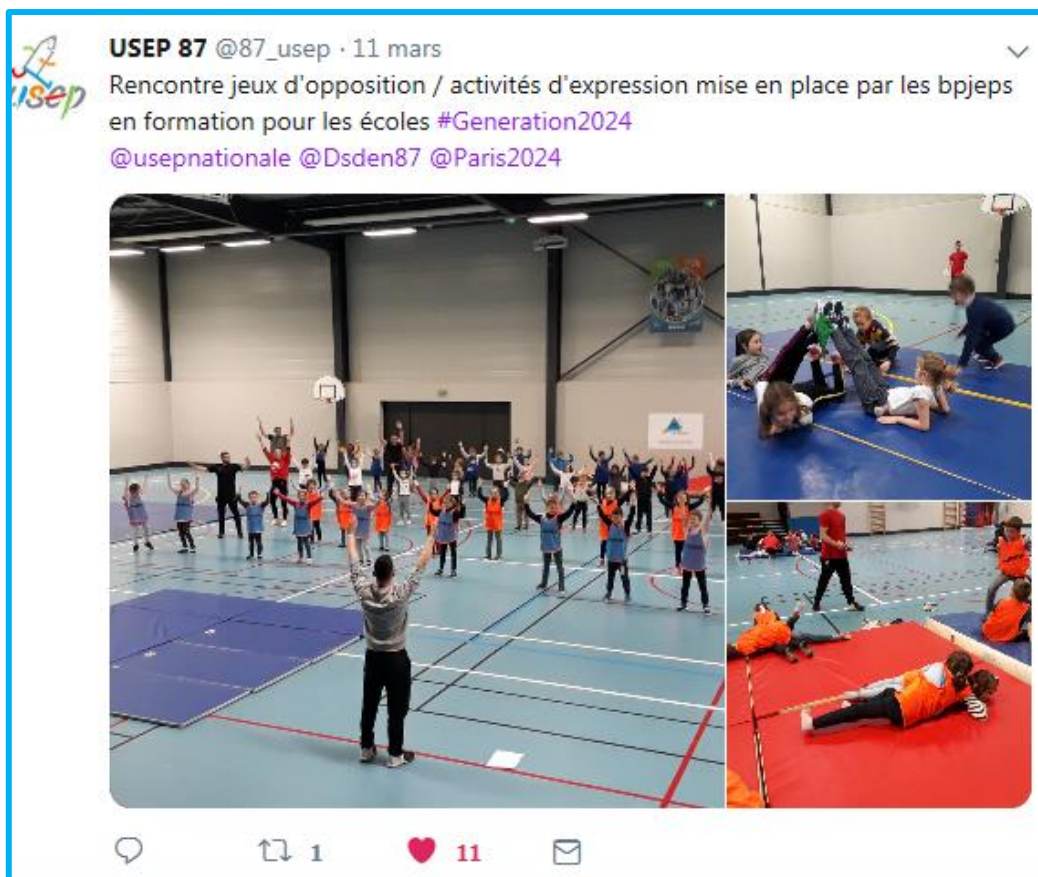 usep
USEP 87 @87_usep · 11 mars
Rencontre jeux d'opposition / activités d'expression mise en place par les bpjeps
en formation pour les écoles #Generation2024
@usepnationale @Dsden87 @Paris2024
1
11